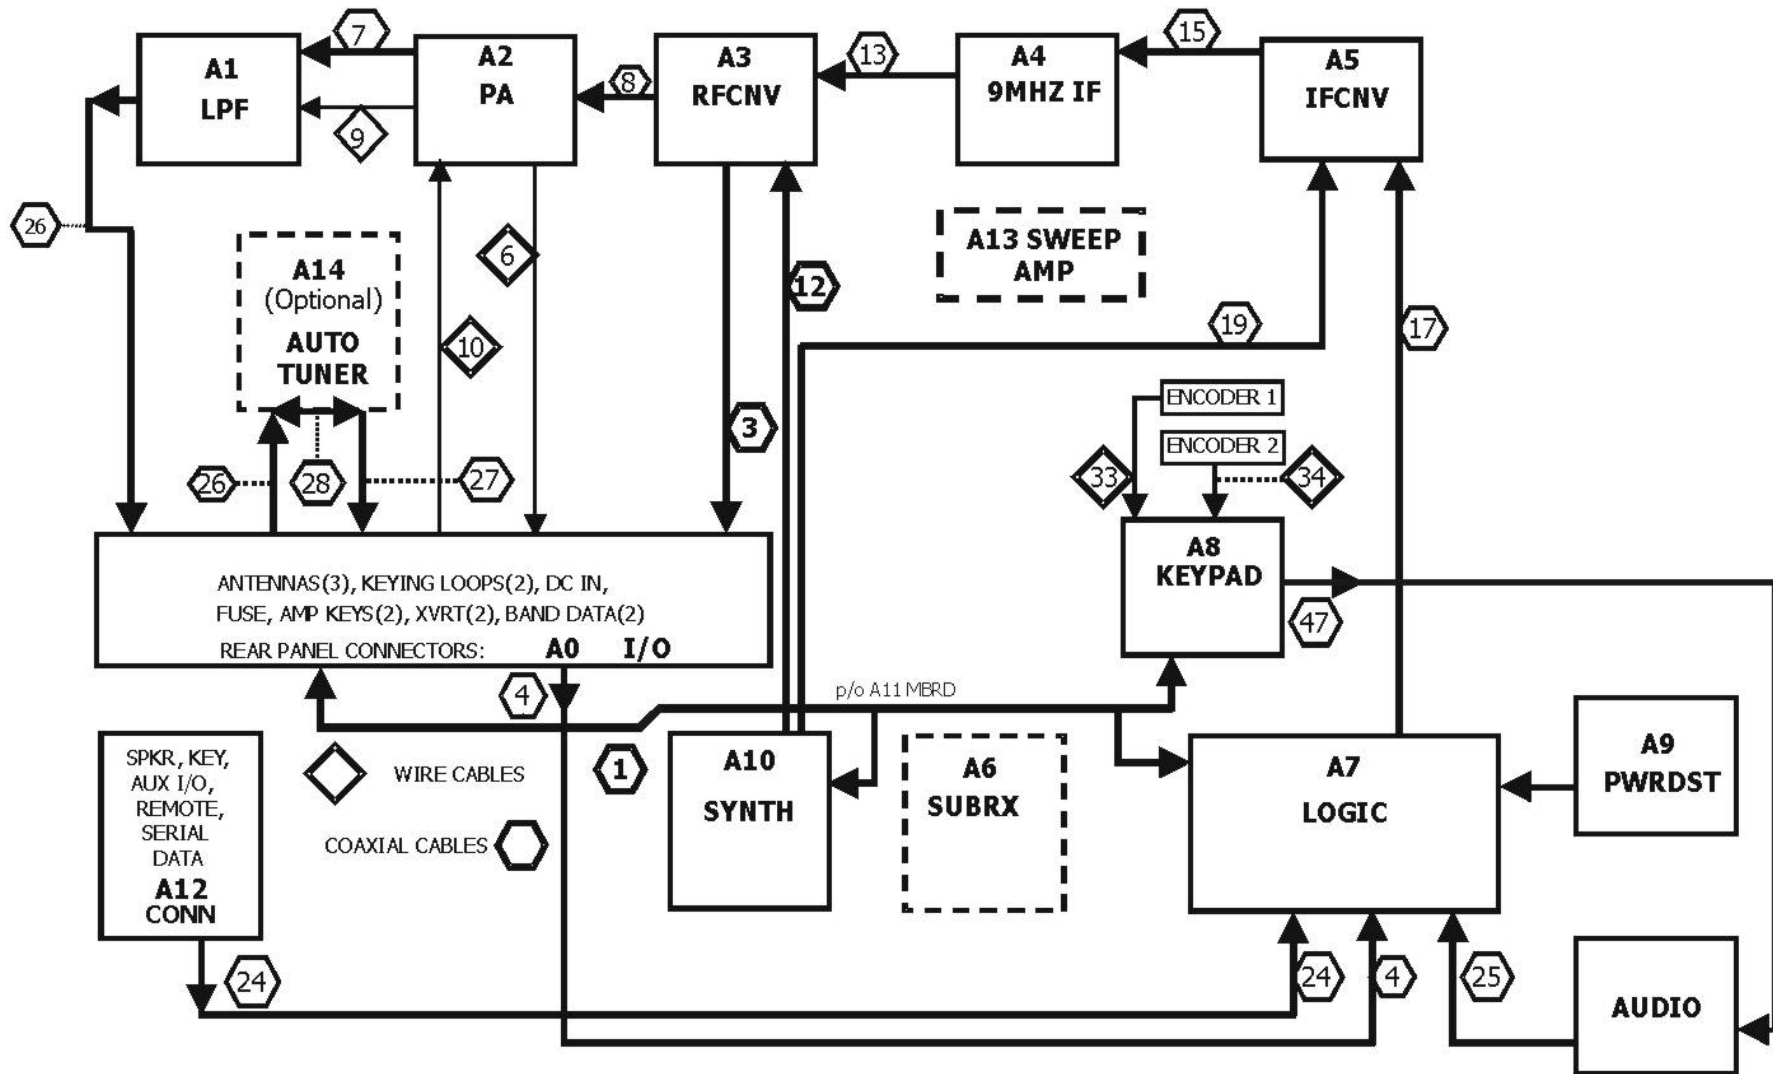 7
A1
LPF
A2
PA
9
8
A3
RFCNV
13
A4
9MHZ IF
15
A5
IFCNV
26
A14
(Optional)
AUTO
TUNER
6
10
12
A13 SWEEP
AMP
19
17
3
ENCODER 1
ENCODER 2
33
34
26
28
27
A8
KEYPAD
47
ANTENNAS(3), KEYING LOOPS(2), DC IN,
FUSE, AMP KEYS(2), XVRT(2), BAND DATA(2)
REAR PANEL CONNECTORS: A0 I/O
4
p/o A11 MBRD
SPKR, KEY,
AUX I/O,
REMOTE,
SERIAL
DATA
A12
CONN
WIRE CABLES
COAXIAL CABLES
1
A10
SYNTH
A6
SUBRX
A7
LOGIC
A9
PWRDST
24
24
4
25
AUDIO